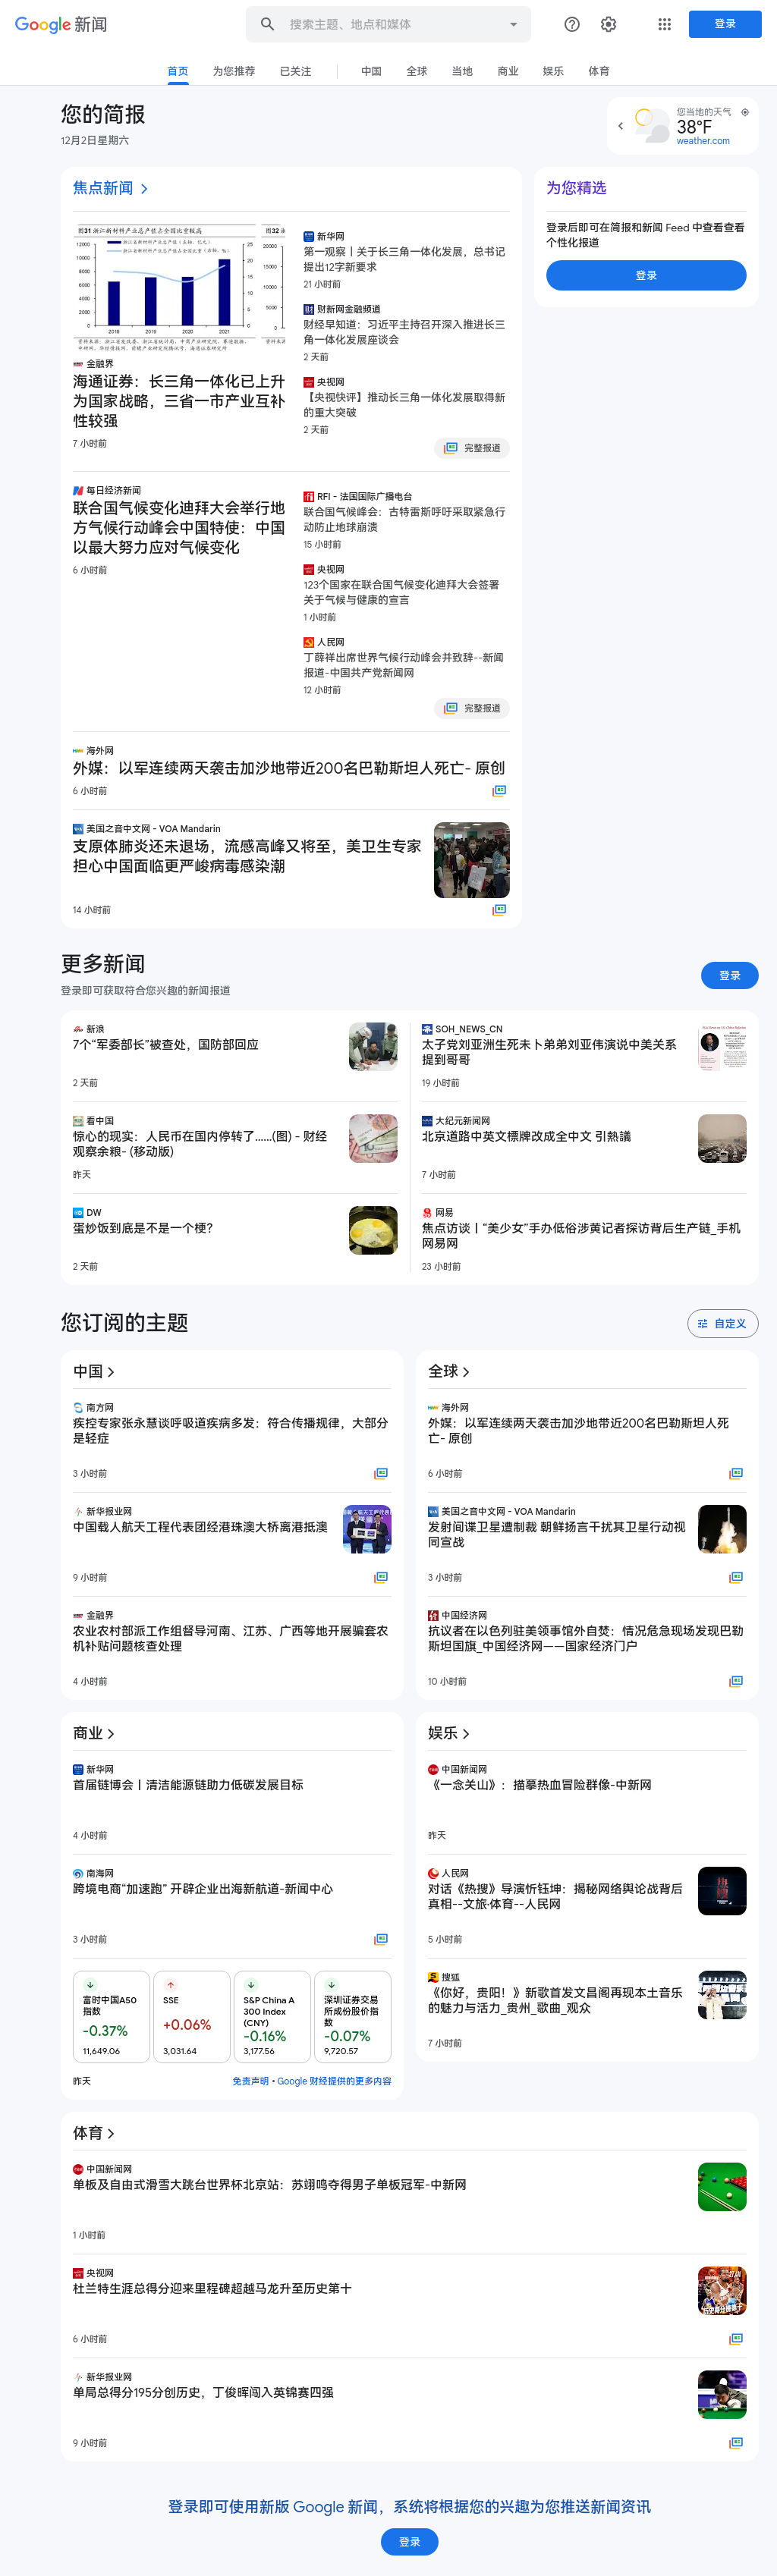 Google 新闻
搜索主题、地点和媒体
登录
首页
为您推荐
已关注
中国
全球
当地
商业
娱乐
体育
您的简报
12月2日星期六
您当地的天气
38°F
weather.com
焦点新闻
图31 浙江新材料产业总产值占全国比重较高
图32 浙
金融界
海通证券：长三角一体化已上升
为国家战略，三省一市产业互补
性较强
7 小时前
新华网
第一观察丨关于长三角一体化发展，总书记
提出12字新要求
21 小时前
财新网金融频道
财经早知道：习近平主持召开深入推进长三
角一体化发展座谈会
2 天前
央视网
【央视快评】推动长三角一体化发展取得新
的重大突破
2 天前
完整报道
每日经济新闻
联合国气候变化迪拜大会举行地
方气候行动峰会中国特使：中国
以最大努力应对气候变化
6 小时前
RFI - 法国国际广播电台
联合国气候峰会：古特雷斯呼吁采取紧急行
动防止地球崩溃
15 小时前
央视网
123个国家在联合国气候变化迪拜大会签署
关于气候与健康的宣言
1 小时前
人民网
丁薛祥出席世界气候行动峰会并致辞--新闻
报道-中国共产党新闻网
12 小时前
完整报道
海外网
外媒：以军连续两天袭击加沙地带近200名巴勒斯坦人死亡- 原创
6 小时前
美国之音中文网 - VOA Mandarin
支原体肺炎还未退场，流感高峰又将至，美卫生专家
担心中国面临更严峻病毒感染潮
14 小时前
为您精选
登录后即可在简报和新闻 Feed 中查看查看
个性化报道
登录
更多新闻
登录即可获取符合您兴趣的新闻报道
登录
新浪
7个“军委部长”被查处，国防部回应
2 天前
看中国
惊心的现实：人民币在国内停转了……(图) - 财经
观察余粮- (移动版)
昨天
DW
蛋炒饭到底是不是一个梗？
2 天前
SOH_NEWS_CN
太子党刘亚洲生死未卜弟弟刘亚伟演说中美关系
提到哥哥
19 小时前
大纪元新闻网
北京道路中英文標牌改成全中文 引熱議
7 小时前
网易
焦点访谈丨“美少女”手办低俗涉黄记者探访背后生产链_手机
网易网
23 小时前
您订阅的主题
自定义
中国
南方网
疾控专家张永慧谈呼吸道疾病多发：符合传播规律，大部分
是轻症
3 小时前
新华报业网
中国载人航天工程代表团经港珠澳大桥离港抵澳
9 小时前
金融界
农业农村部派工作组督导河南、江苏、广西等地开展骗套农
机补贴问题核查处理
4 小时前
全球
海外网
外媒：以军连续两天袭击加沙地带近200名巴勒斯坦人死
亡- 原创
6 小时前
美国之音中文网 - VOA Mandarin
发射间谍卫星遭制裁 朝鲜扬言干扰其卫星行动视
同宣战
3 小时前
中国经济网
抗议者在以色列驻美领事馆外自焚：情况危急现场发现巴勒
斯坦国旗_中国经济网——国家经济门户
10 小时前
商业
新华网
首届链博会丨清洁能源链助力低碳发展目标
4 小时前
南海网
跨境电商“加速跑” 开辟企业出海新航道-新闻中心
3 小时前
富时中国A50
指数
-0.37%
11,649.06
SSE
+0.06%
3,031.64
S&P China A
300 Index
(CNY)
-0.16%
3,177.56
深圳证券交易
所成份股价指
数
-0.07%
9,720.57
昨天
免责声明 • Google 财经提供的更多内容
娱乐
中国新闻网
《一念关山》：描摹热血冒险群像-中新网
昨天
人民网
对话《热搜》导演忻钰坤：揭秘网络舆论战背后
真相--文旅·体育--人民网
5 小时前
搜狐
《你好，贵阳！》新歌首发文昌阁再现本土音乐
的魅力与活力_贵州_歌曲_观众
7 小时前
体育
中国新闻网
单板及自由式滑雪大跳台世界杯北京站：苏翊鸣夺得男子单板冠军-中新网
1 小时前
央视网
杜兰特生涯总得分迎来里程碑超越马龙升至历史第十
6 小时前
新华报业网
单局总得分195分创历史，丁俊晖闯入英锦赛四强
9 小时前
登录即可使用新版 Google 新闻，系统将根据您的兴趣为您推送新闻资讯
登录